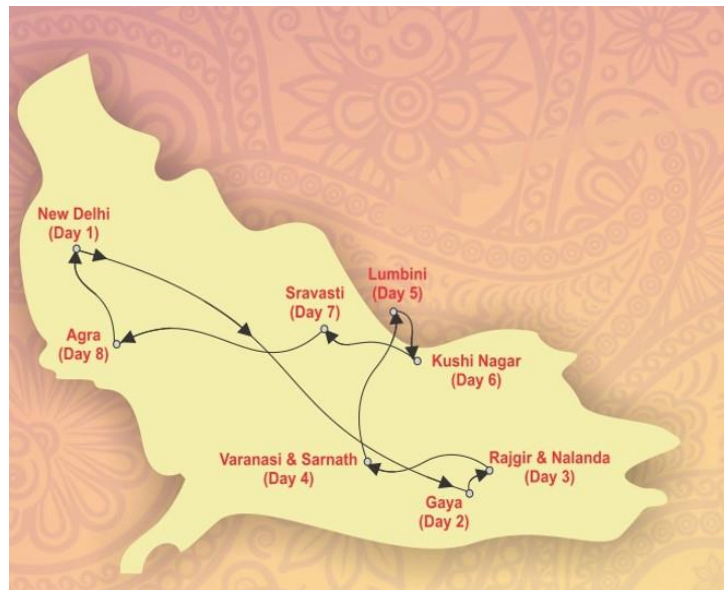 New Delhi
(Day 1)
Lumbini
(Day 5)
Sravasti
(Day 7)
Agra
(Day 8)
Kushi Nagar
(Day 6)
Varanasi & Sarnath
(Day 4)
Rajgir & Nalanda
(Day 3)
Gaya
(Day 2)